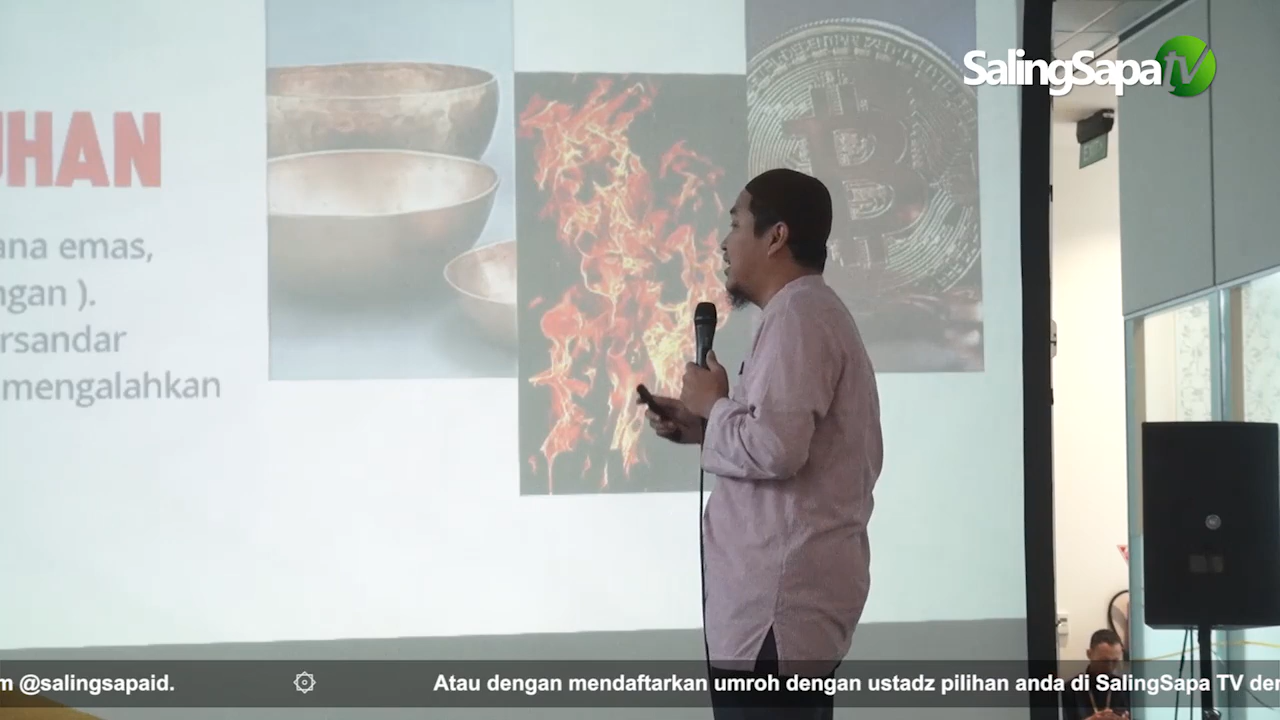 SalingSapa tv
UHAN
ana emas,
ngan ).
rsandar
mengalahkan
m @salingsapaid.
Atau dengan mendaftarkan umroh dengan ustadz pilihan anda di SalingSapa TV der